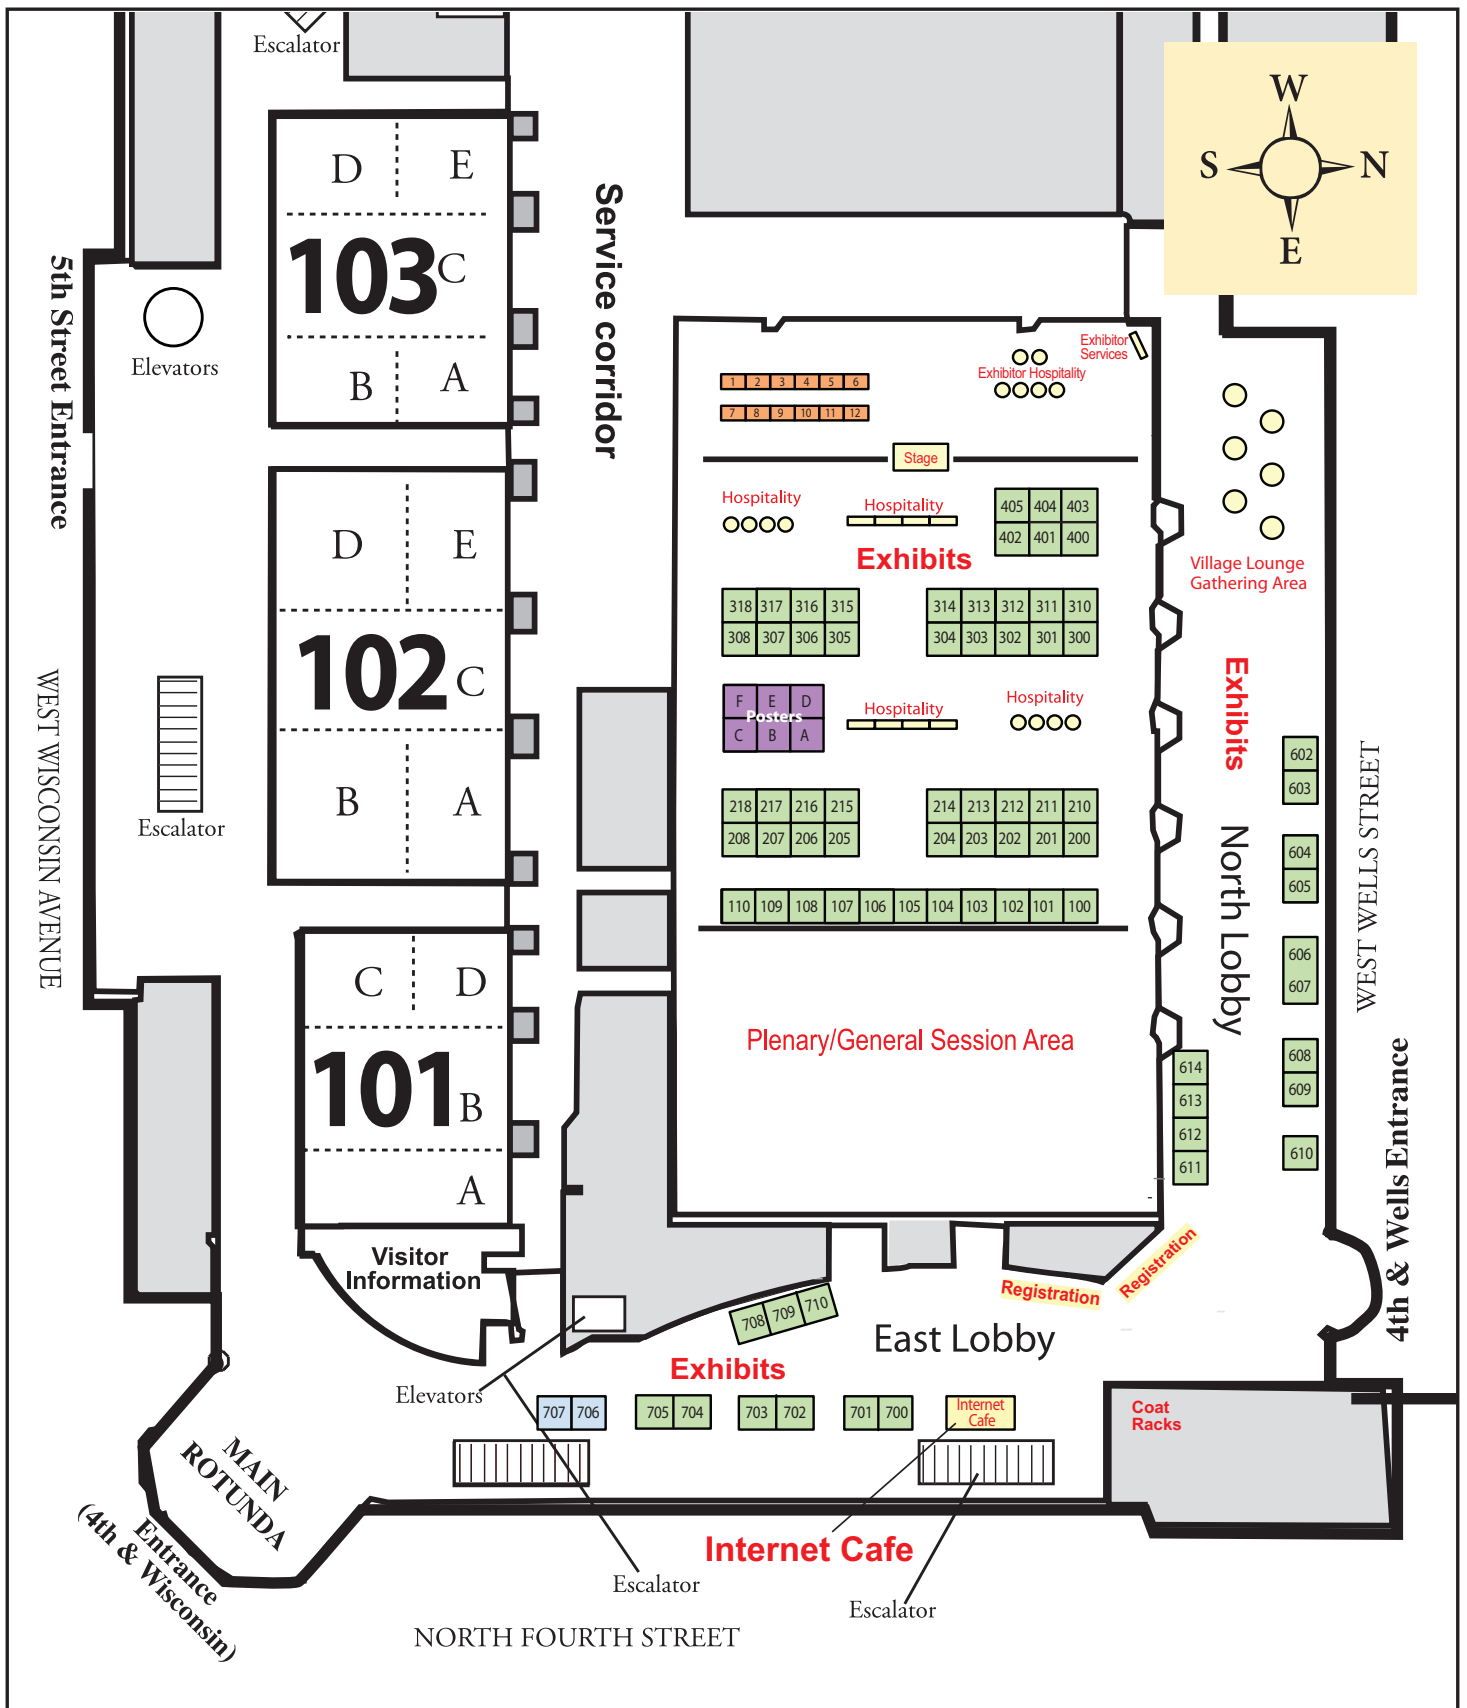 Escalator
W
S
N
E
D
E
103
C
B
A
Service corridor
5th Street Entrance
Elevators
Exhibitor
Services
Exhibitor Hospitality
1 2 3 4 5 6
7 8 9 10 11 12
Stage
Hospitality
Hospitality
405 404 403
402 401 400
Exhibits
Village Lounge
Gathering Area
D
E
102
C
B
A
318 317 316 315
314 313 312 311 310
308 307 306 305
304 303 302 301 300
F E D
Posters
C B A
Hospitality
Hospitality
Exhibits
602
603
WEST WISCONSIN AVENUE
WEST WELLS STREET
Escalator
218 217 216 215
214 213 212 211 210
208 207 206 205
204 203 202 201 200
North Lobby
604
605
110 109 108 107 106 105 104 103 102 101 100
606
607
C
D
101
B
A
Plenary/General Session Area
608
609
614
613
612
611
610
4th & Wells Entrance
Visitor
Information
Registration
Registration
708 709 710
East Lobby
Exhibits
Elevators
707 706
705 704
703 702
701 700
Internet
Cafe
Coat
Racks
MAIN
ROTUNDA
Entrance
(4th & Wisconsin)
Internet Cafe
Escalator
Escalator
NORTH FOURTH STREET